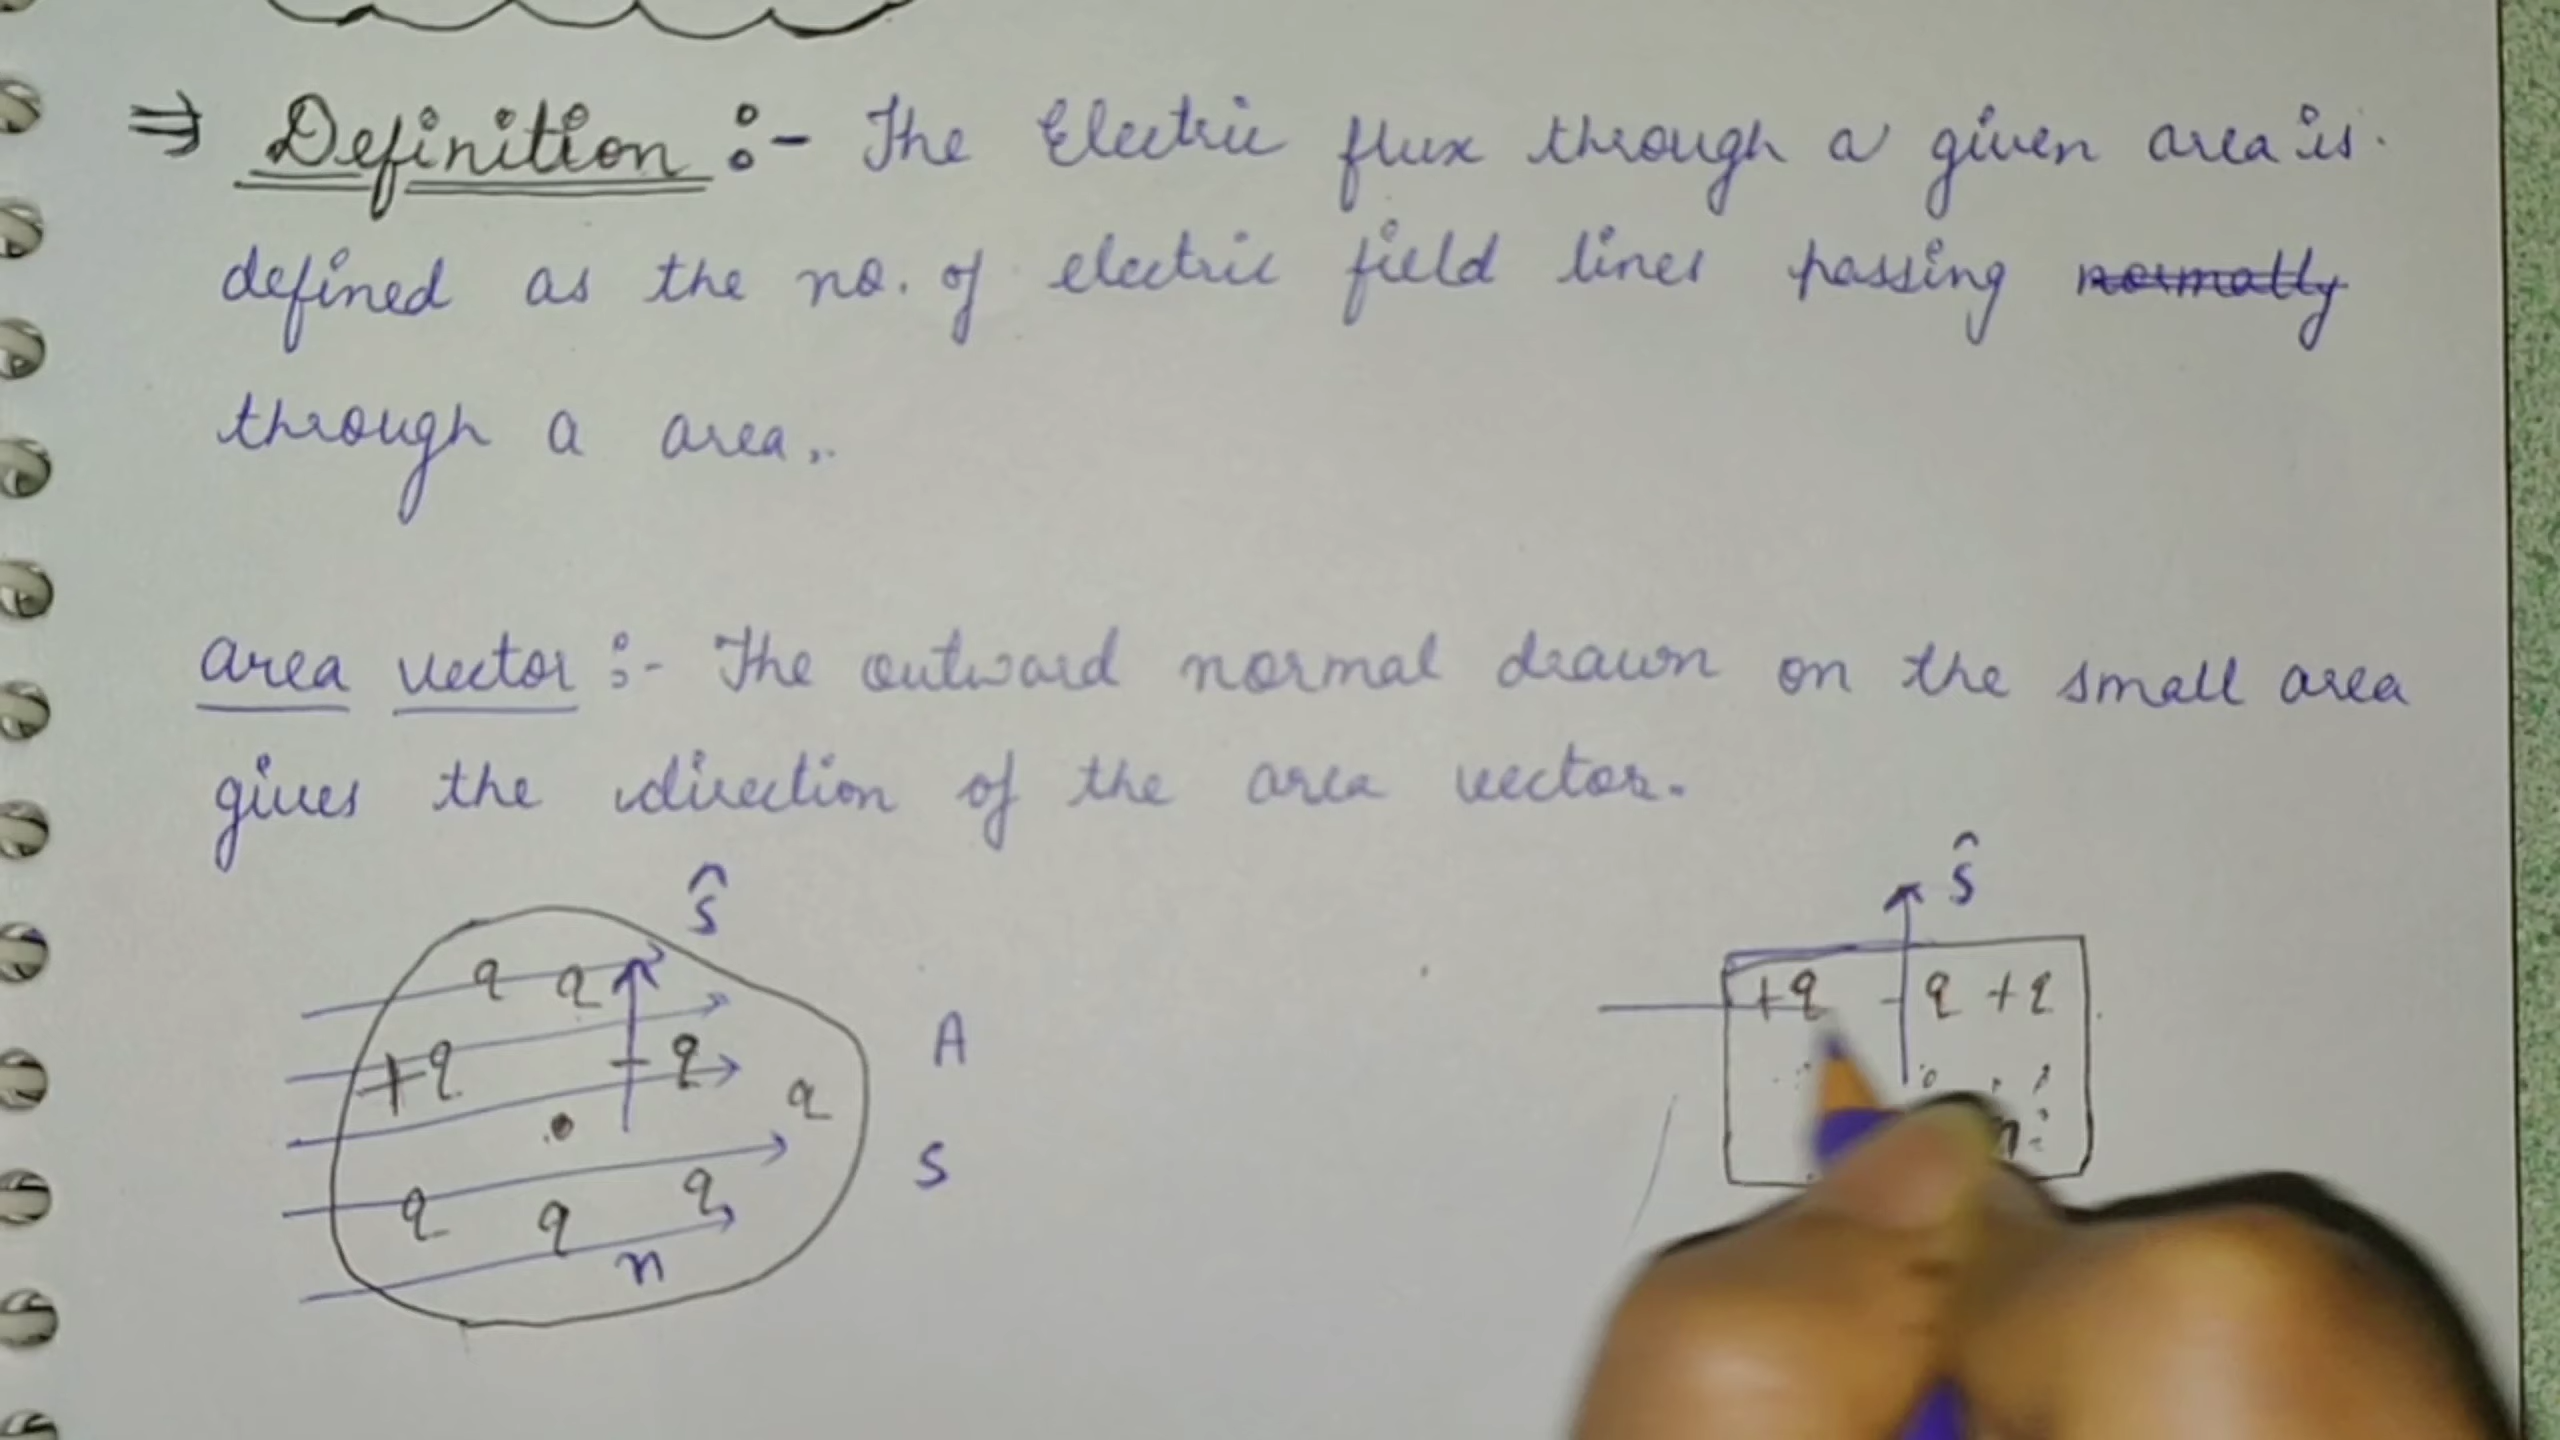 ⇒ Definition :- The Electric flux through a given area is.
defined as the no. of electric field lines passing normally
through a area..
area vector :- The outward normal drawn on the small area
gives the direction of the area vector.
ŝ
q q
+q - q
q
q q q
n
A
S
ŝ
+q - q +q
n